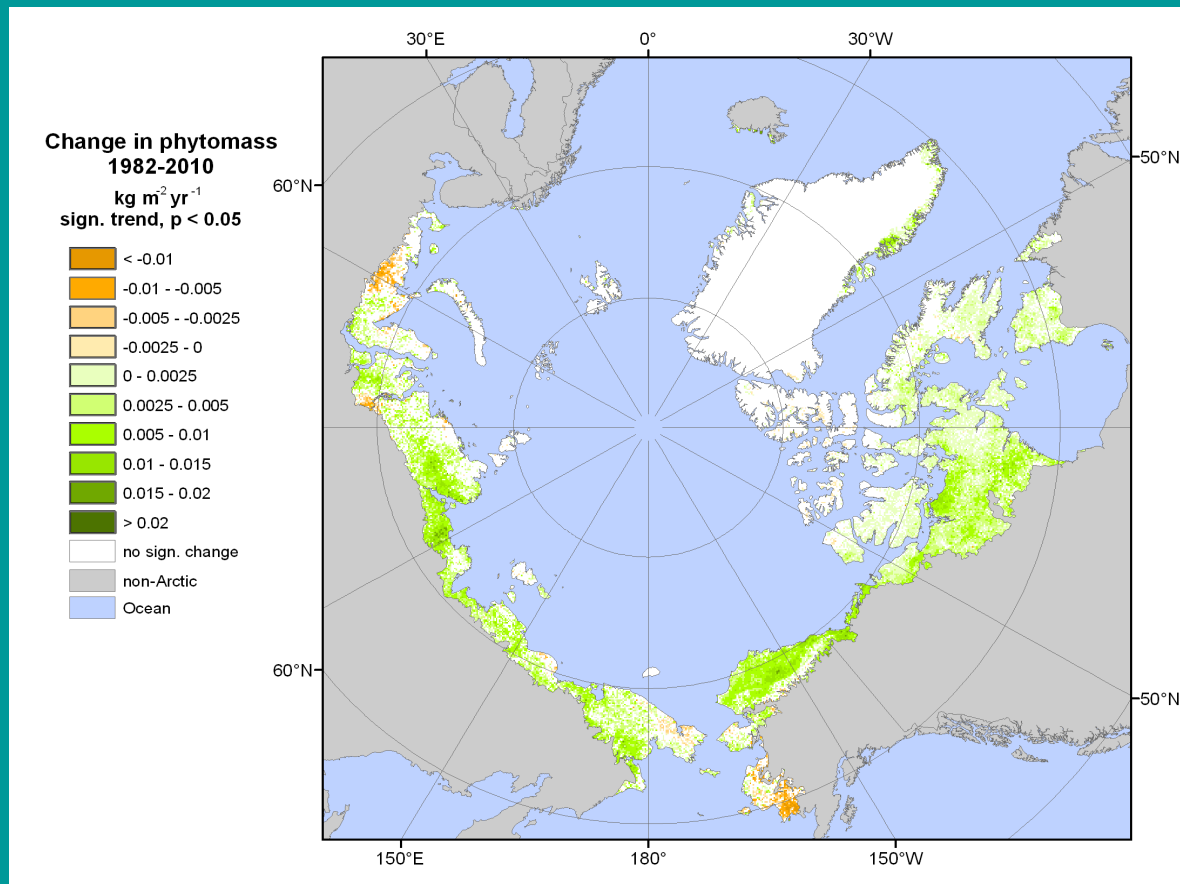 30°E 0° 30°W
Change in phytomass
1982-2010
kg m-2 yr -1
sign. trend, p < 0.05
< -0.01
-0.01 - -0.005
-0.005 - -0.0025
-0.0025 - 0
0 - 0.0025
0.0025 - 0.005
0.005 - 0.01
0.01 - 0.015
0.015 - 0.02
> 0.02
no sign. change
non-Arctic
Ocean
60°N
50°N
60°N
50°N
150°E 180° 150°W